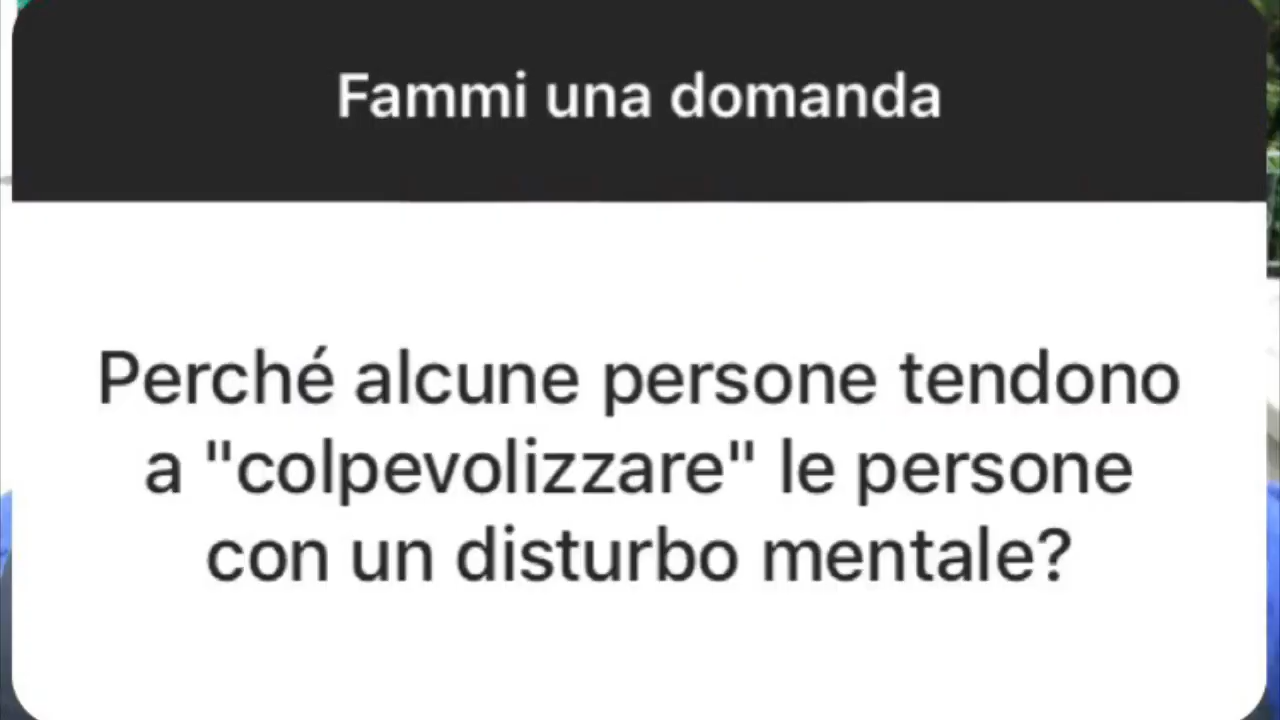 Fammi una domanda
Perché alcune persone tendono
a "colpevolizzare" le persone
con un disturbo mentale?